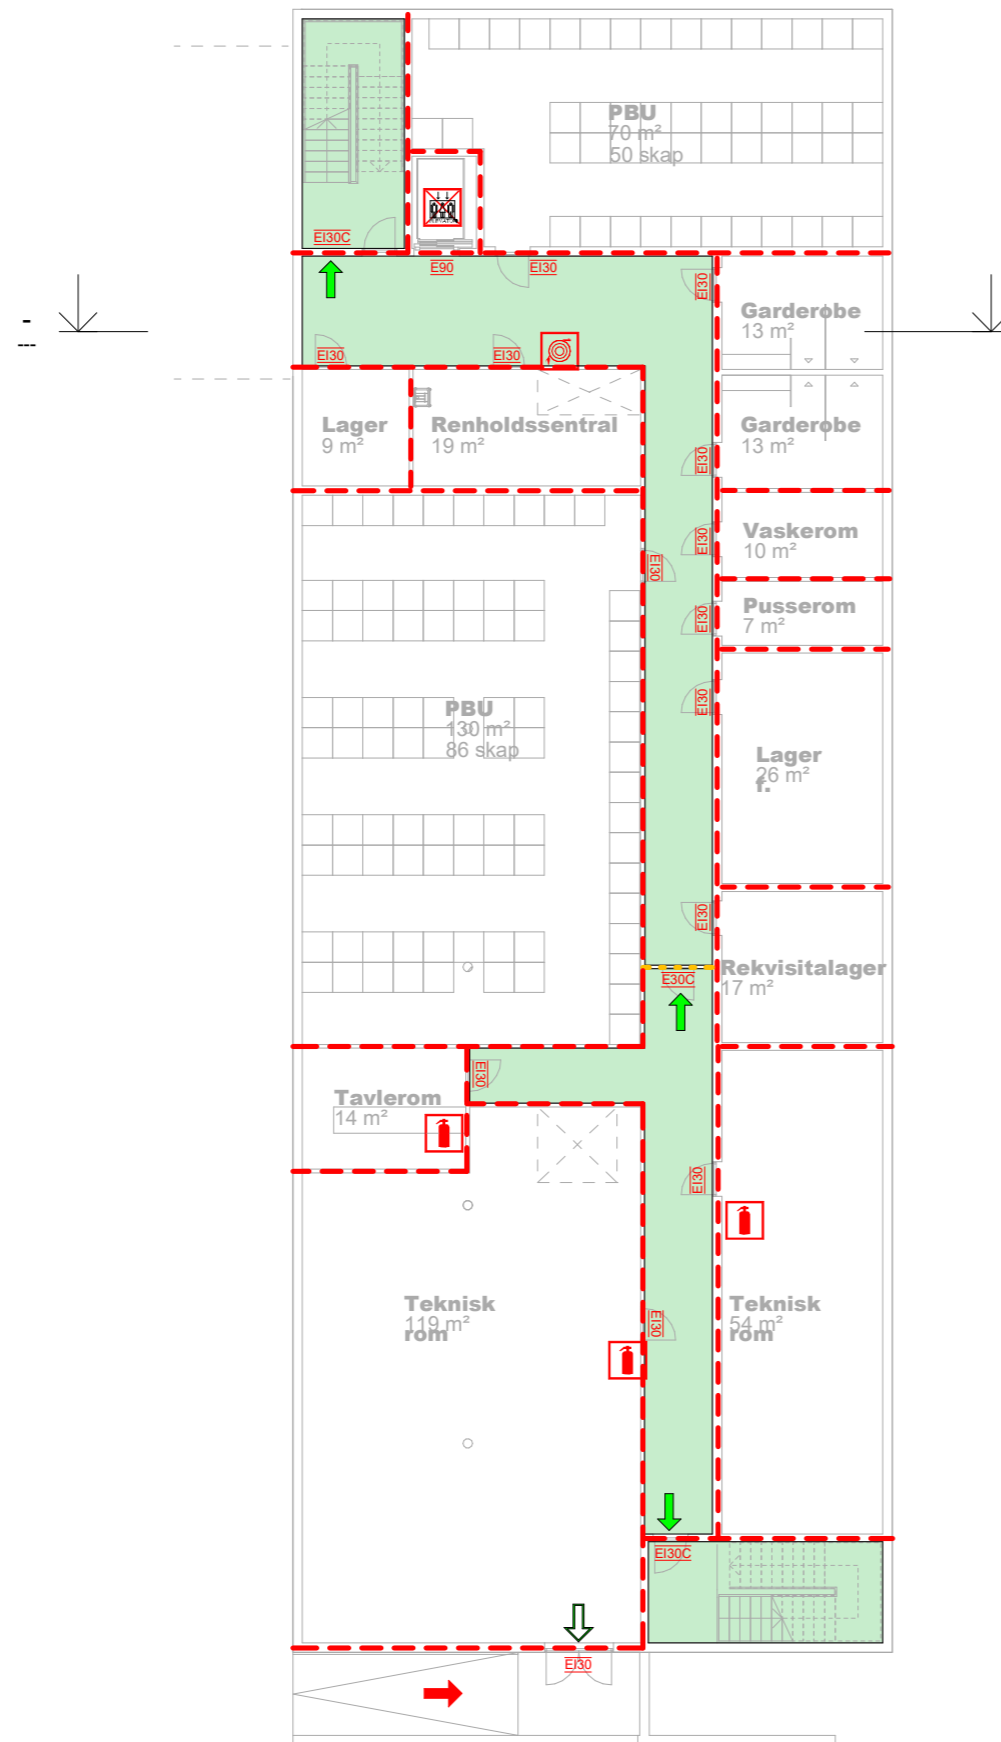 PBU
70 m²
50 skap
EI30C
E90
EI30
EI30
Garderobe
13 m²
-
---
EI30
EI30
Lager
9 m²
Renholdssentral
19 m²
Garderobe
13 m²
EI30
EI30
Vaskerom
10 m²
EI30
Pusserom
7 m²
EI30
EI30
PBU
130 m²
86 skap
Lager
26 m²
f.
EI30
Rekvisitalager
17 m²
E30C
EI30
Tavlerom
14 m²
EI30
Teknisk
119 m²
rom
EI30
Teknisk
54 m²
rom
EI30C
EI30